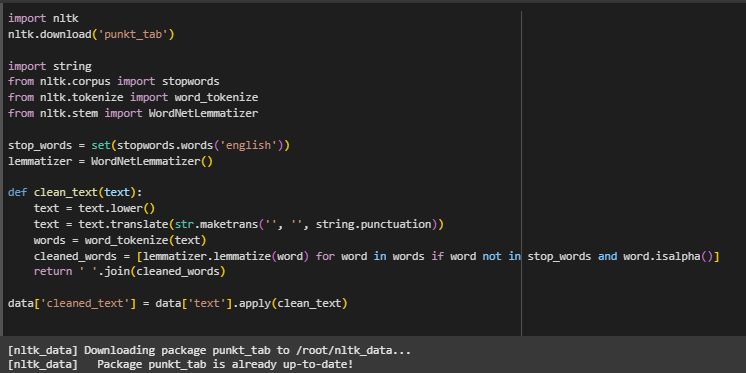 import nltk
nltk.download('punkt_tab')
import string
from nltk.corpus import stopwords
from nltk.tokenize import word_tokenize
from nltk.stem import WordNetLemmatizer
stop_words = set(stopwords.words('english'))
lemmatizer = WordNetLemmatizer()
def clean_text(text):
    text = text.lower()
    text = text.translate(str.maketrans('', '', string.punctuation))
    words = word_tokenize(text)
    cleaned_words = [lemmatizer.lemmatize(word) for word in words if word not in stop_words and word.isalpha()]
    return ' '.join(cleaned_words)
data['cleaned_text'] = data['text'].apply(clean_text)
[nltk_data] Downloading package punkt_tab to /root/nltk_data...
[nltk_data]   Package punkt_tab is already up-to-date!